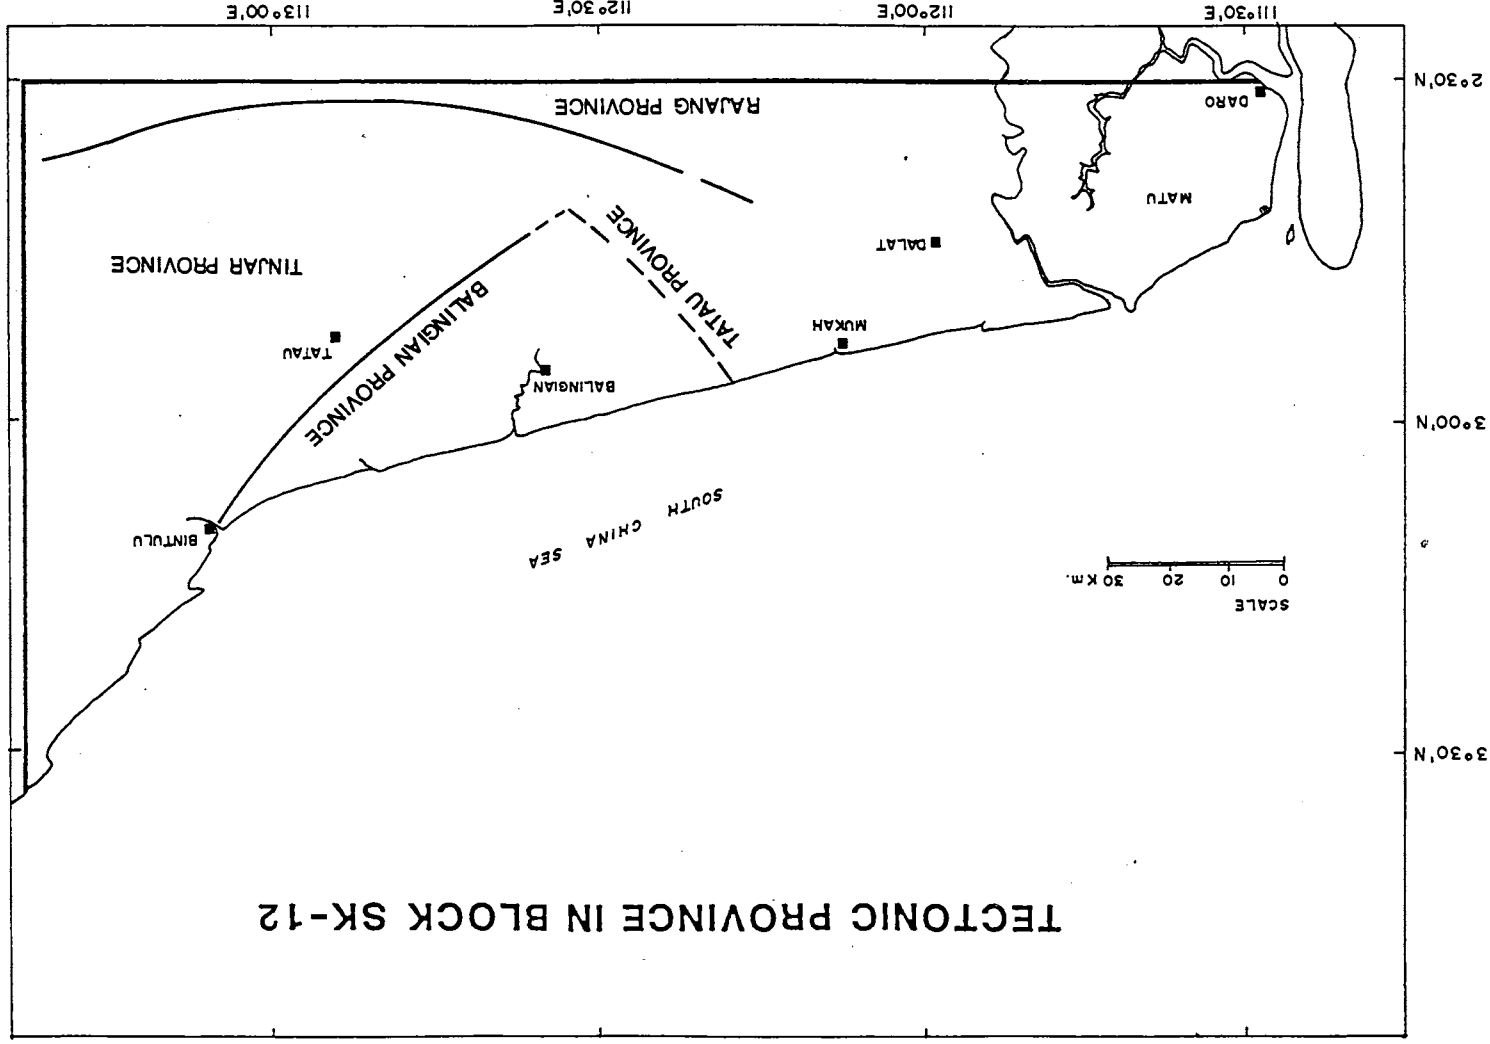 TECTONIC PROVINCE IN BLOCK SK-12
3°30'N
SCALE
0 10 20 30 Km.
SOUTH CHINA SEA
BINTULU
3°00'N
BALINGIAN
BALINGIAN PROVINCE
MUKAH
TATAU PROVINCE
TATAU
DALAT
TINJAR PROVINCE
MATU
DARO
RAJANG PROVINCE
2°30'N
111°30'E
112°00'E
112°30'E
113°00'E